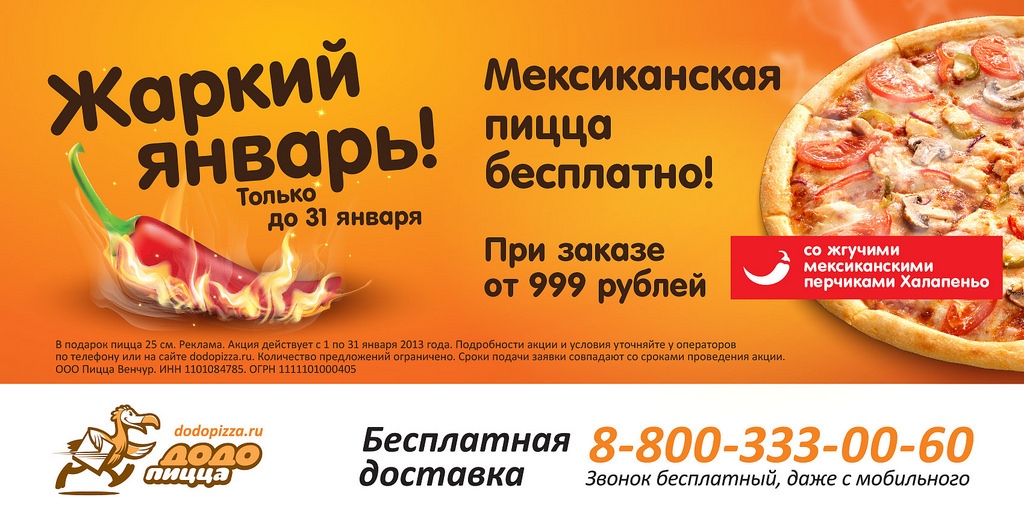 Жаркий
январь!
Только
до 31 января
Мексиканская
пицца
бесплатно!
При заказе
от 999 рублей
со жгучими
мексиканскими
перчиками Халапеньо
В подарок пицца 25 см. Реклама. Акция действует с 1 по 31 января 2013 года. Подробности акции и условия уточняйте у операторов
по телефону или на сайте dodopizza.ru. Количество предложений ограничено. Сроки подачи заявки совпадают со сроками проведения акции.
ООО Пицца Венчур. ИНН 1101084785. ОГРН 1111101000405
dodopizza.ru
ДОДО
пицца
Бесплатная
доставка
8-800-333-00-60
Звонок бесплатный, даже с мобильного